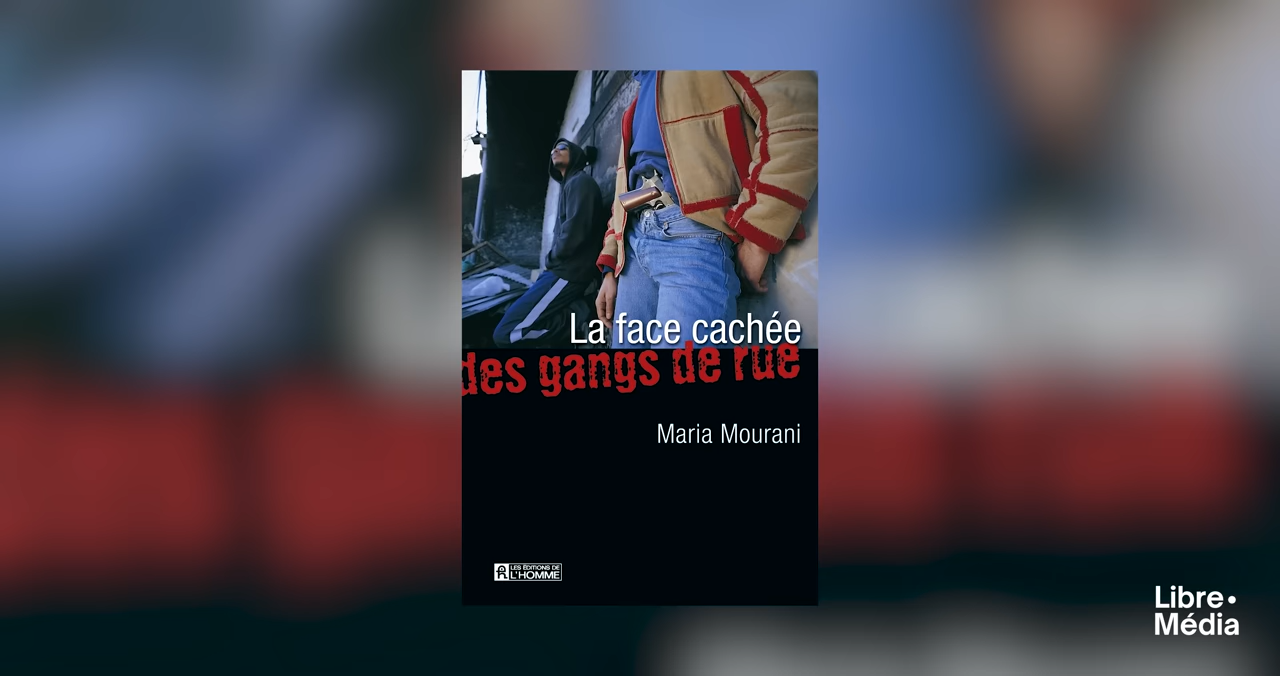 La face cachée
des gangs de rue
Maria Mourani
LES ÉDITIONS DE
L'HOMME
Libre
Média